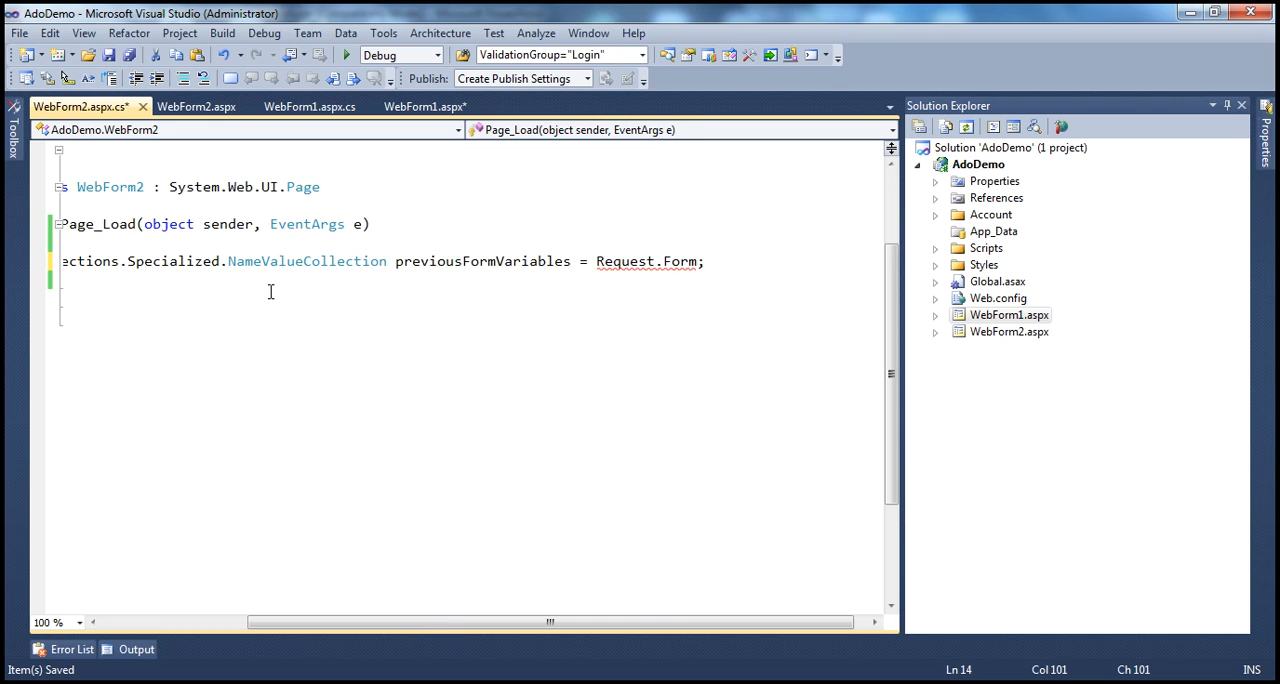 AdoDemo - Microsoft Visual Studio (Administrator)
File Edit View Refactor Project Build Debug Team Data Tools Architecture Test Analyze Window Help
Debug ValidationGroup="Login"
Publish: Create Publish Settings
WebForm2.aspx.cs* WebForm2.aspx WebForm1.aspx.cs WebForm1.aspx*
AdoDemo.WebForm2 Page_Load(object sender, EventArgs e)
s WebForm2 : System.Web.UI.Page
Page_Load(object sender, EventArgs e)
ections.Specialized.NameValueCollection previousFormVariables = Request.Form;
100 %
Toolbox
Solution Explorer
Solution 'AdoDemo' (1 project)
AdoDemo
Properties
References
Account
App_Data
Scripts
Styles
Global.asax
Web.config
WebForm1.aspx
WebForm2.aspx
Properties
Error List Output
Item(s) Saved Ln 14 Col 101 Ch 101 INS